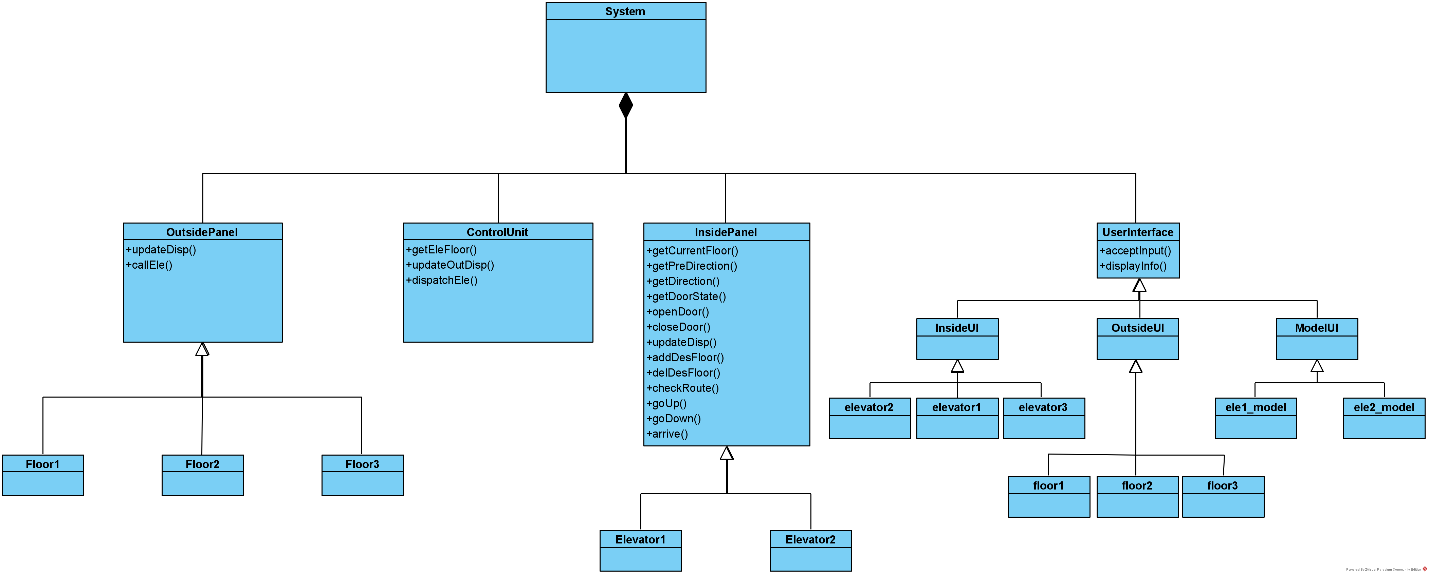 System
OutsidePanel
+updateDisp()
+callEle()
ControlUnit
+getEleFloor()
+updateOutDisp()
+dispatchEle()
InsidePanel
+getCurrentFloor()
+getPreDirection()
+getDirection()
+getDoorState()
+openDoor()
+closeDoor()
+updateDisp()
+addDesFloor()
+delDesFloor()
+checkRoute()
+goUp()
+goDown()
+arrive()
UserInterface
+acceptInput()
+displayInfo()
InsideUI
OutsideUI
ModelUI
elevator2
elevator1
elevator3
ele1_model
ele2_model
Floor1
Floor2
Floor3
floor1
floor2
floor3
Elevator1
Elevator2